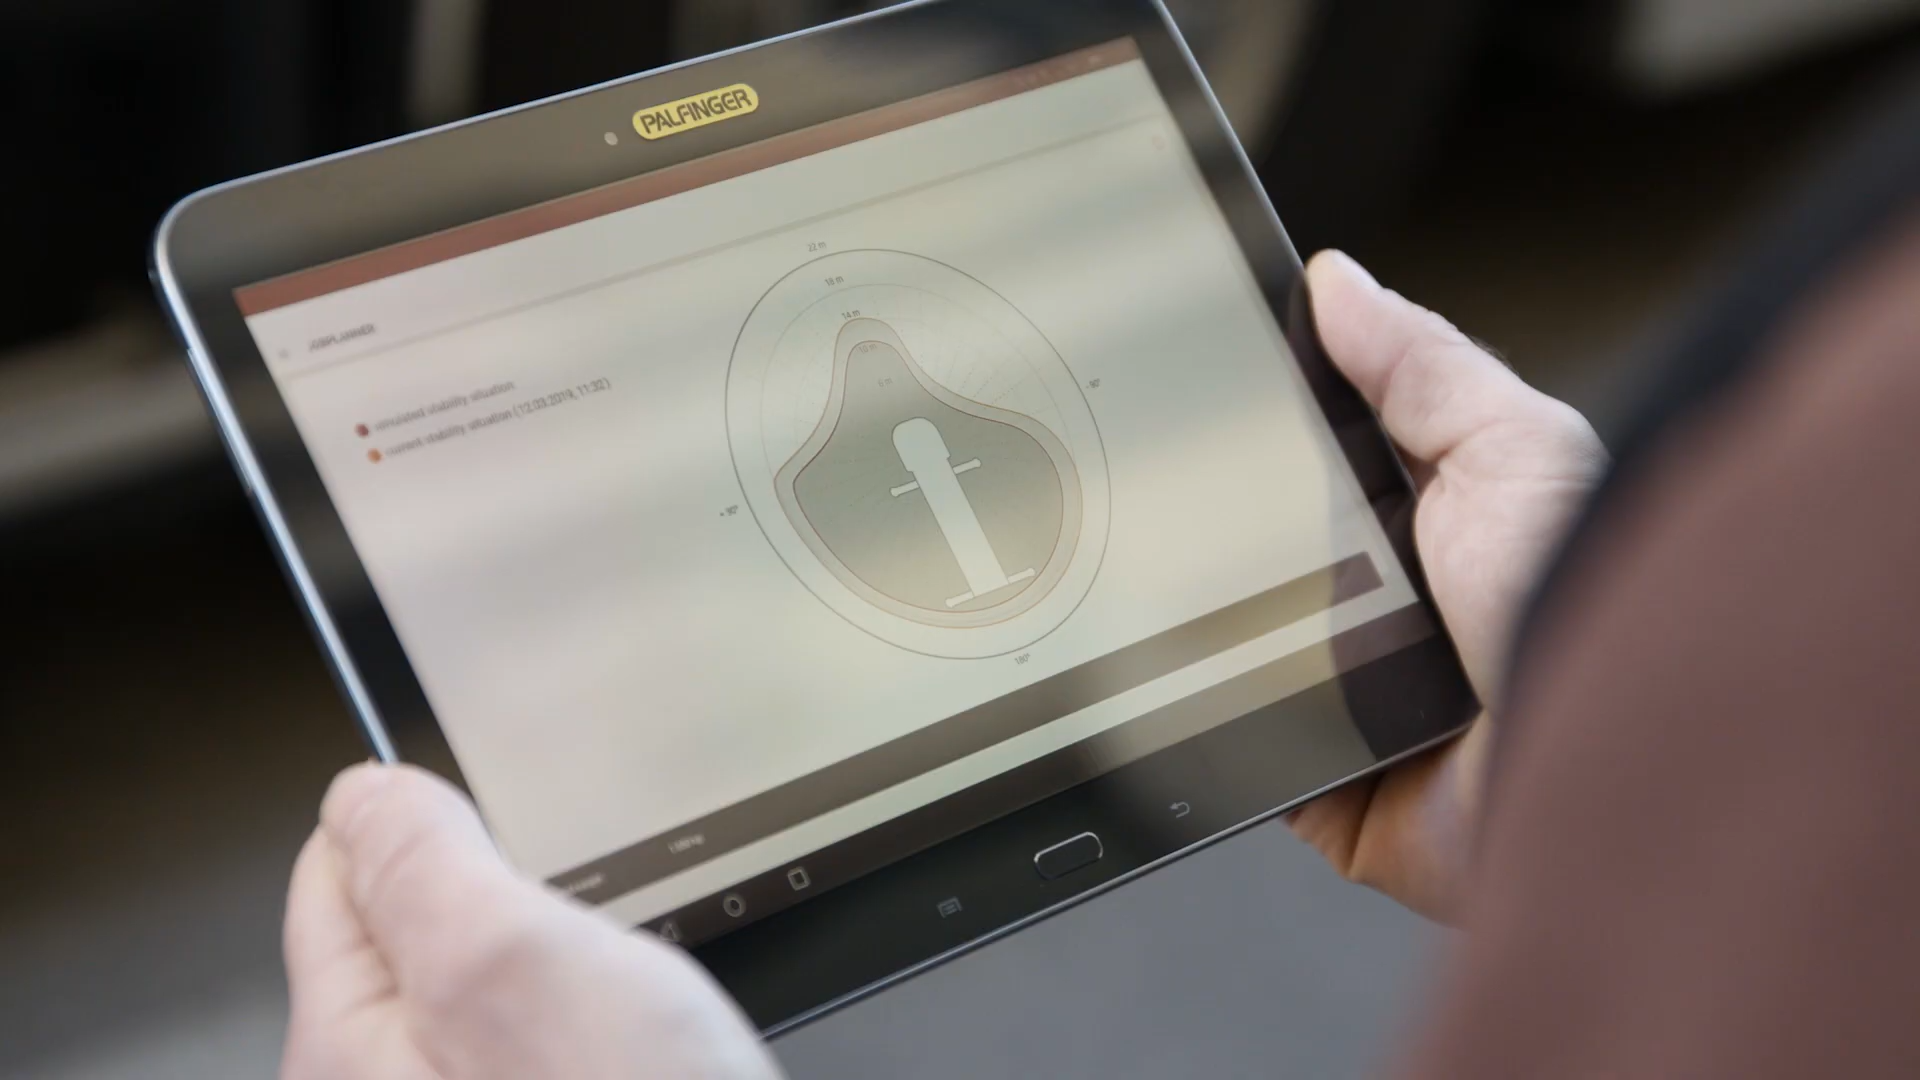 PALFINGER
JOBPLANNER
simulated stability situation
current stability situation (12.03.2019, 11:32)
22 m
18 m
14 m
10 m
6 m
- 90°
+ 90°
180°